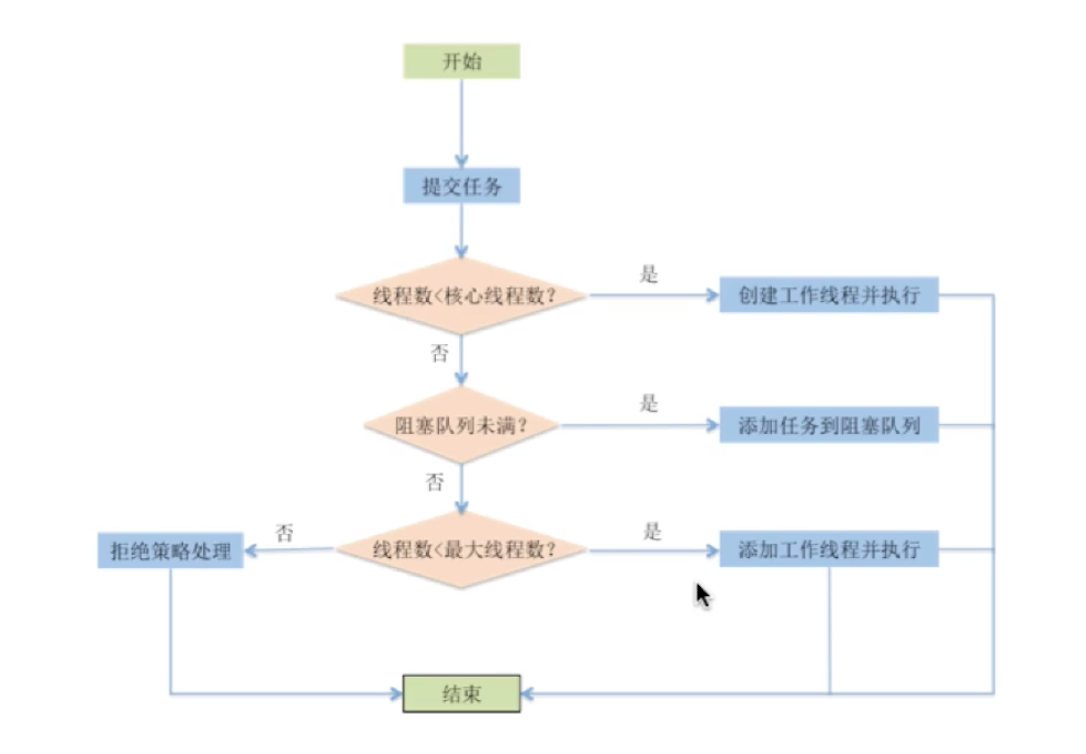 开始
提交任务
线程数<核心线程数?
是
创建工作线程并执行
否
阻塞队列未满?
是
添加任务到阻塞队列
否
线程数<最大线程数?
是
添加工作线程并执行
否
拒绝策略处理
结束